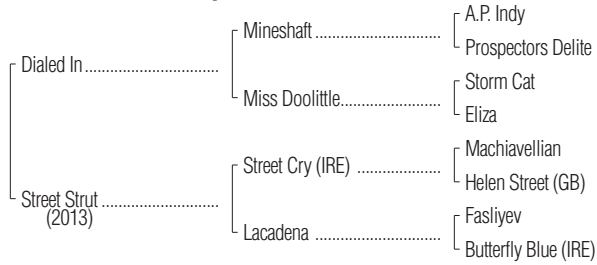 A.P. Indy
Mineshaft
Prospectors Delite
Dialed In
Storm Cat
Miss Doolittle
Eliza
Machiavellian
Street Cry (IRE)
Helen Street (GB)
Street Strut
(2013)
Fasliyev
Lacadena
Butterfly Blue (IRE)